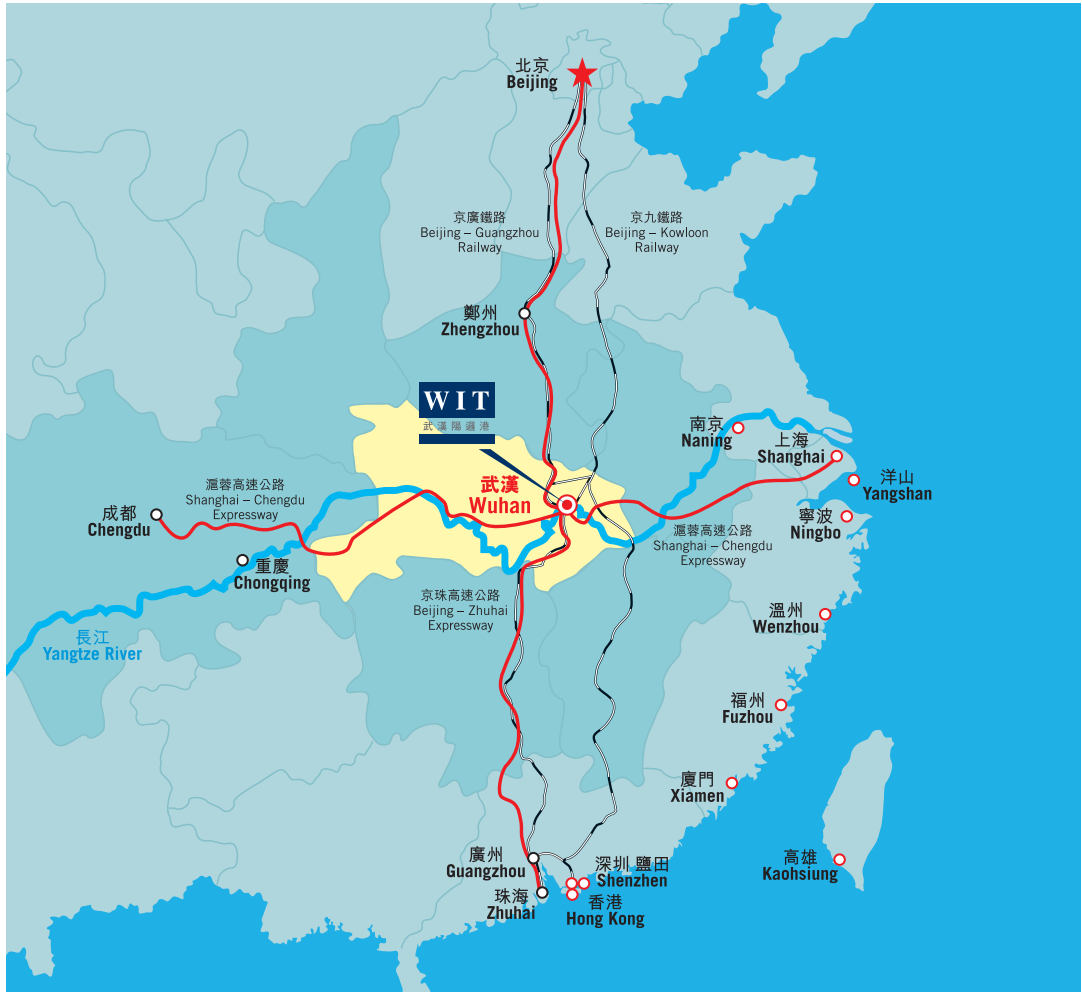 北京
Beijing
京廣鐵路
Beijing – Guangzhou
Railway
京九鐵路
Beijing – Kowloon
Railway
鄭州
Zhengzhou
WIT
武漢陽邏港
南京
Naning
上海
Shanghai
洋山
Yangshan
武漢
Wuhan
滬蓉高速公路
Shanghai – Chengdu
Expressway
成都
Chengdu
寧波
Ningbo
滬蓉高速公路
Shanghai – Chengdu
Expressway
重慶
Chongqing
京珠高速公路
Beijing – Zhuhai
Expressway
溫州
Wenzhou
長江
Yangtze River
福州
Fuzhou
廈門
Xiamen
廣州
Guangzhou
深圳 鹽田
Shenzhen
高雄
Kaohsiung
珠海
Zhuhai
香港
Hong Kong